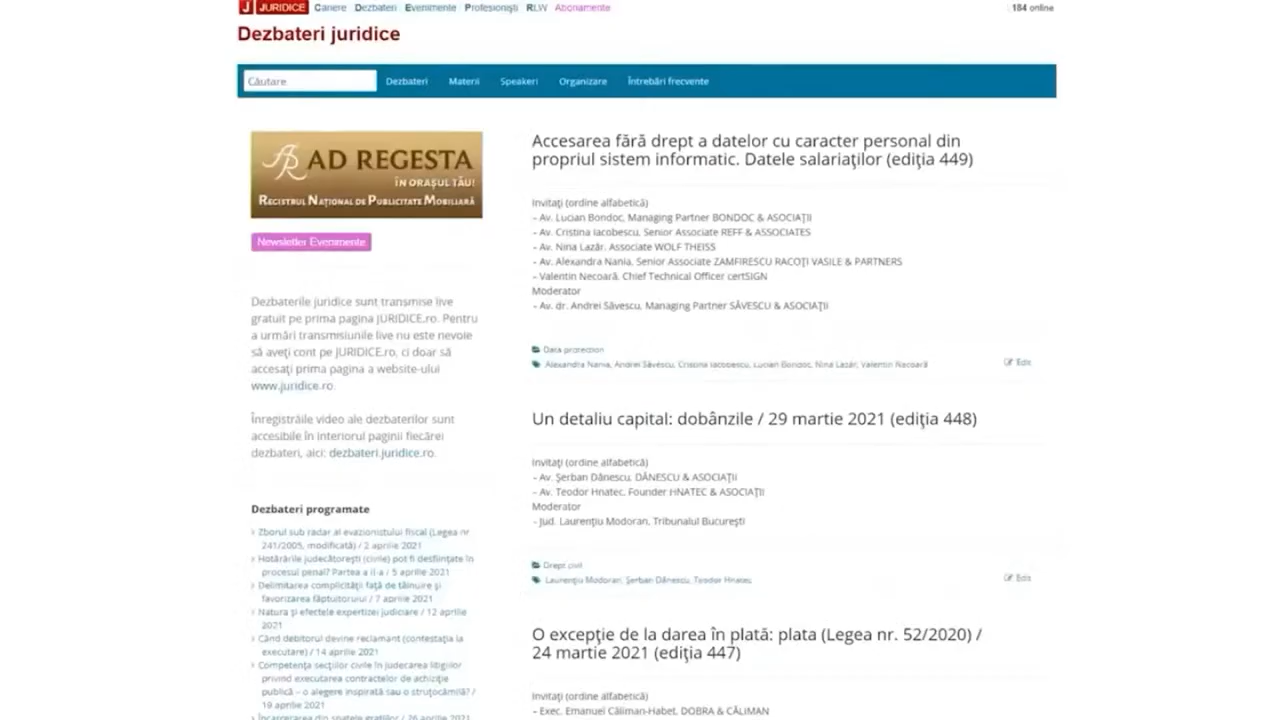 J JURIDICE Cariere Dezbateri Evenimente Profesioniști RLW Abonamente 184 online
Dezbateri juridice
Căutare Dezbateri Materii Speakeri Organizare Întrebări frecvente
AR AD REGESTA
ÎN ORAȘUL TĂU!
REGISTRUL NAȚIONAL DE PUBLICITATE MOBILIARĂ
Newsletter Evenimente
Dezbaterile juridice sunt transmise live
gratuit pe prima pagina JURIDICE.ro. Pentru
a urmări transmisiunile live nu este nevoie
să aveți cont pe JURIDICE.ro, ci doar să
accesați prima pagina a website-ului
www.juridice.ro.
Înregistrăile video ale dezbaterilor sunt
accesibile în interiorul paginii fiecărei
dezbateri, aici: dezbateri.juridice.ro.
Dezbateri programate
Zborul sub radar al evazionistului fiscal (Legea nr.
241/2005, modificată) / 2 aprilie 2021
Hotărârile judecătorești (civile) pot fi desființate în
procesul penal? Partea a II-a / 5 aprilie 2021
Delimitarea complicității față de tăinuire și
favorizarea făptuitorului / 7 aprilie 2021
Natura și efectele expertizei judiciare / 12 aprilie
2021
Când debitorul devine reclamant (contestația la
executare) / 14 aprilie 2021
Competența secțiilor civile în judecarea litigiilor
privind executarea contractelor de achiziție
publică – o alegere inspirată sau o struțocămilă? /
19 aprilie 2021
Încarcerarea din spatele gratiilor / 26 aprilie 2021
Accesarea fără drept a datelor cu caracter personal din
propriul sistem informatic. Datele salariaților (ediția 449)
Invitați (ordine alfabetică)
– Av. Lucian Bondoc, Managing Partner BONDOC & ASOCIAȚII
– Av. Cristina Iacobescu, Senior Associate REFF & ASSOCIATES
– Av. Nina Lazăr, Associate WOLF THEISS
– Av. Alexandra Nania, Senior Associate ZAMFIRESCU RACOȚI VASILE & PARTNERS
– Valentin Necoară, Chief Technical Officer certSIGN
Moderator
– Av. dr. Andrei Săvescu, Managing Partner SĂVESCU & ASOCIAȚII
Data protection
Alexandra Nania, Andrei Săvescu, Cristina Iacobescu, Lucian Bondoc, Nina Lazăr, Valentin Necoară Edit
Un detaliu capital: dobânzile / 29 martie 2021 (ediția 448)
Invitați (ordine alfabetică)
– Av. Șerban Dănescu, DĂNESCU & ASOCIAȚII
– Av. Teodor Hnatec, Founder HNATEC & ASOCIAȚII
Moderator
– Jud. Laurențiu Modoran, Tribunalul București
Drept civil
Laurențiu Modoran, Șerban Dănescu, Teodor Hnatec Edit
O excepție de la darea în plată: plata (Legea nr. 52/2020) /
24 martie 2021 (ediția 447)
Invitați (ordine alfabetică)
– Exec. Emanuel Căliman-Habet, DOBRA & CĂLIMAN